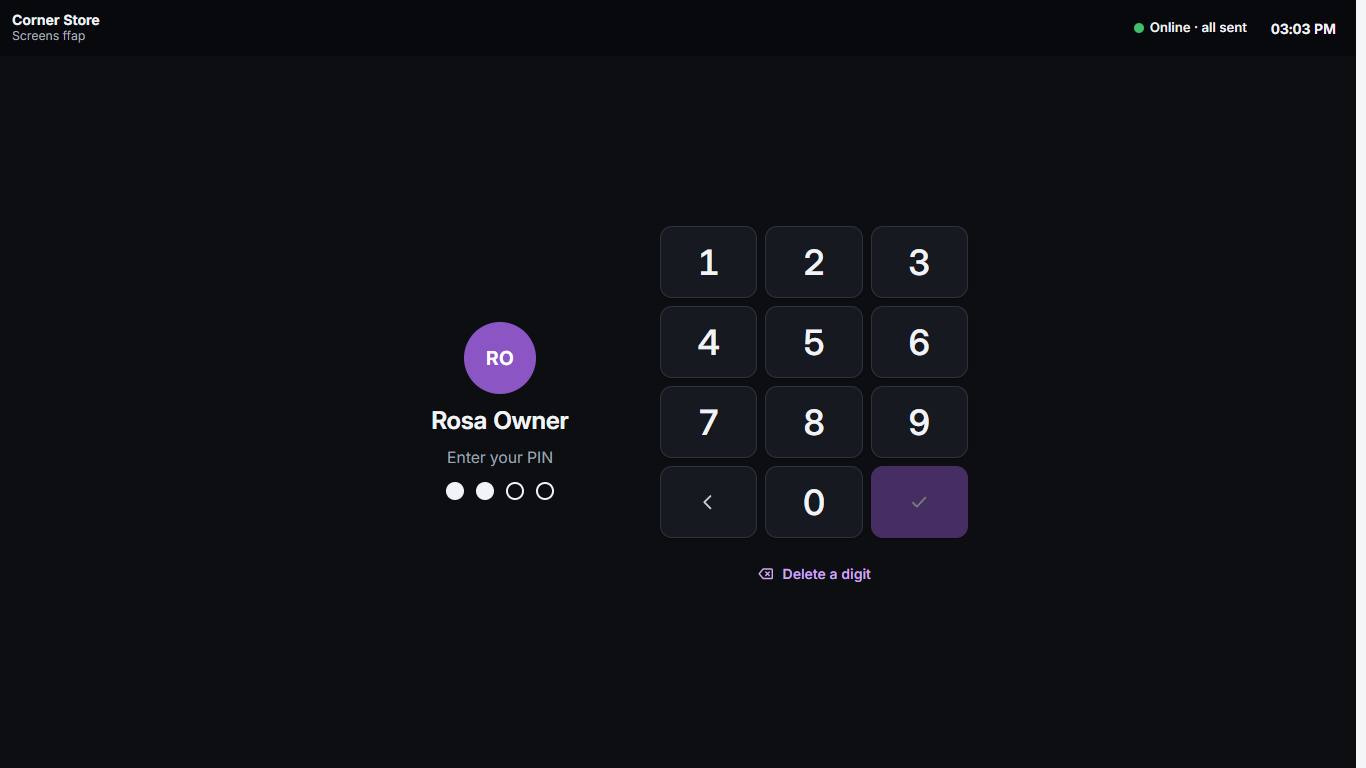 Corner Store
Screens ffap
Online · all sent
03:03 PM
RO
Rosa Owner
Enter your PIN
1 2 3
4 5 6
7 8 9
0
Delete a digit